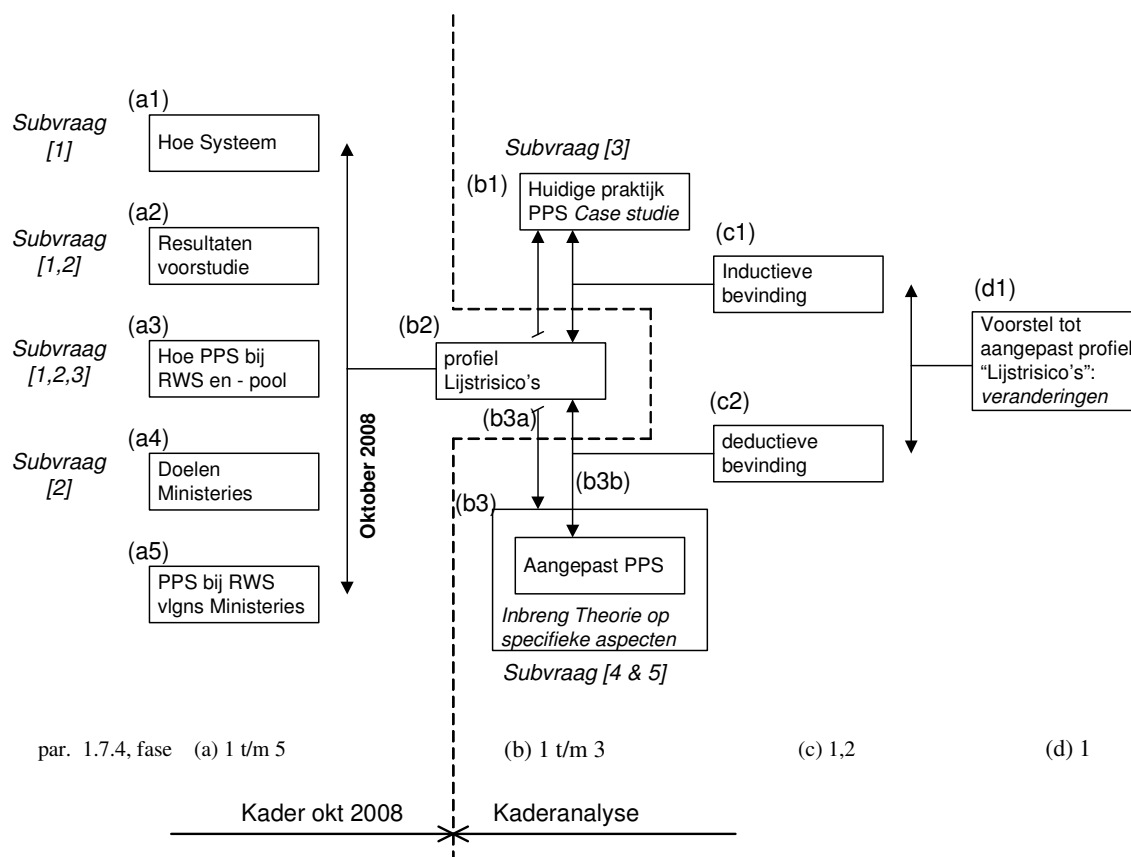 (a1)
Subvraag
[1]
Hoe Systeem
(a2)
Subvraag
[1,2]
Resultaten
voorstudie
(a3)
Subvraag
[1,2,3]
Hoe PPS bij
RWS en - pool
(a4)
Subvraag
[2]
Doelen
Ministeries
(a5)
PPS bij RWS
vlgns Ministeries
Oktober 2008
Subvraag [3]
(b1)
Huidige praktijk
PPS Case studie
(b2)
profiel
Lijstrisico's
(b3a)
(b3b)
(b3)
Aangepast PPS
Inbreng Theorie op
specifieke aspecten
Subvraag [4 & 5]
(c1)
Inductieve
bevinding
(c2)
deductieve
bevinding
(d1)
Voorstel tot
aangepast profiel
“Lijstrisico's”:
veranderingen
par. 1.7.4, fase (a) 1 t/m 5 (b) 1 t/m 3 (c) 1,2 (d) 1
Kader okt 2008 Kaderanalyse